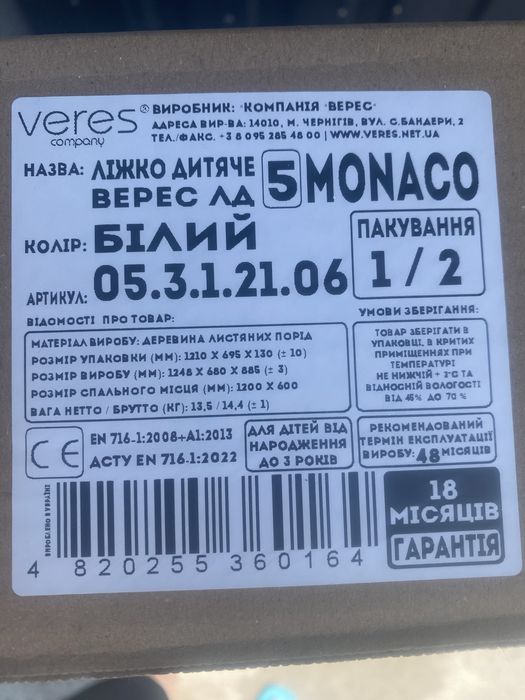 veres®
company
ВИРОБНИК: "КОМПАНІЯ "ВЕРЕС"
АДРЕСА ВИР-ВА: 14010, М. ЧЕРНІГІВ, ВУЛ. С.БАНДЕРИ, 2
ТЕЛ./ФАКС. +3 8 095 285 48 00 | WWW.VERES.NET.UA
НАЗВА: ЛІЖКО ДИТЯЧЕ
ВЕРЕС ЛД 5 MONACO
КОЛІР: БІЛИЙ
АРТИКУЛ: 05.3.1.21.06
ПАКУВАННЯ
1 / 2
ВІДОМОСТІ ПРО ТОВАР:
МАТЕРІАЛ ВИРОБУ: ДЕРЕВИНА ЛИСТЯНИХ ПОРІД
РОЗМІР УПАКОВКИ (ММ): 1210 Х 695 Х 130 (± 10)
РОЗМІР ВИРОБУ (ММ): 1248 Х 680 Х 885 (± 3)
РОЗМІР СПАЛЬНОГО МІСЦЯ (ММ): 1200 Х 600
ВАГА НЕТТО / БРУТТО (КГ): 13,5 / 14,4 (± 1)
УМОВИ ЗБЕРІГАННЯ:
ТОВАР ЗБЕРІГАТИ В
УПАКОВЦІ, В КРИТИХ
ПРИМІЩЕННЯХ ПРИ
ТЕМПЕРАТУРІ
НЕ НИЖЧІЙ + 2°С ТА
ВІДНОСНІЙ ВОЛОГОСТІ
ВІД 45% ДО 70 %
CE
EN 716-1:2008+A1:2013
ДСТУ EN 716-1:2022
ДЛЯ ДІТЕЙ ВІД
НАРОДЖЕННЯ
ДО 3 РОКІВ
РЕКОМЕНДОВАНИЙ
ТЕРМІН ЕКСПЛУАТАЦІЇ
ВИРОБУ: 48 МІСЯЦІВ
ВИРОБЛЕНО В УКРАЇНІ
4 820255 360164
18
МІСЯЦІВ
ГАРАНТІЯ